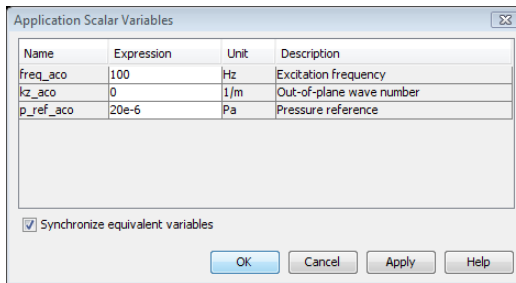 Application Scalar Variables
Name Expression Unit Description
freq_aco 100 Hz Excitation frequency
kz_aco 0 1/m Out-of-plane wave number
p_ref_aco 20e-6 Pa Pressure reference
Synchronize equivalent variables
OK Cancel Apply Help